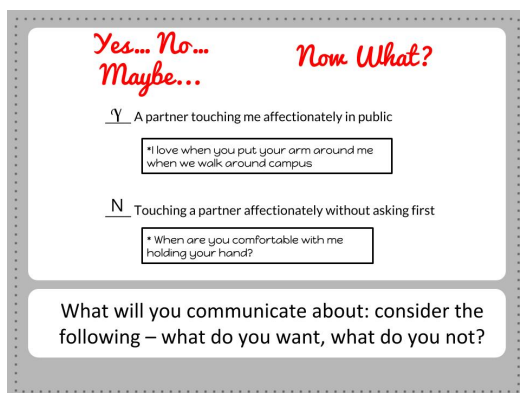 Yes... No...
Maybe...
Now What?
Y A partner touching me affectionately in public
*I love when you put your arm around me
when we walk around campus
N Touching a partner affectionately without asking first
* When are you comfortable with me
holding your hand?
What will you communicate about: consider the
following – what do you want, what do you not?